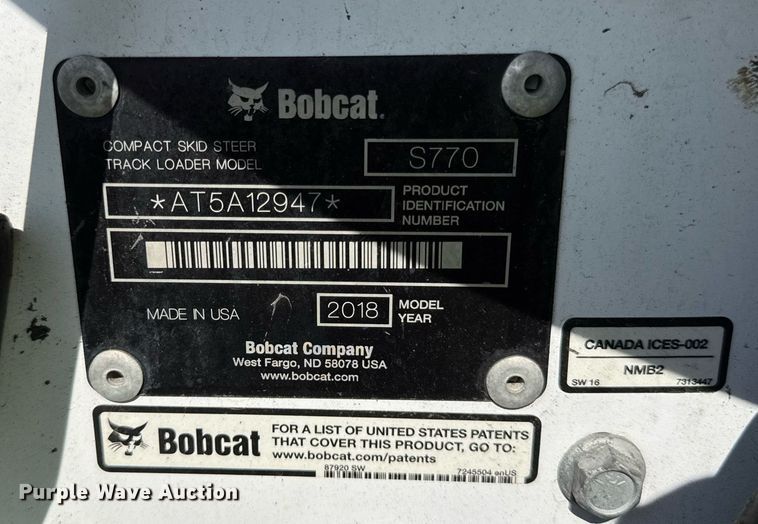 Bobcat.
COMPACT SKID STEER
TRACK LOADER MODEL
S770
*AT5A12947*
PRODUCT
IDENTIFICATION
NUMBER
MADE IN USA
2018
MODEL
YEAR
Bobcat Company
West Fargo, ND 58078 USA
www.bobcat.com
CANADA ICES-002
NMB2
SW 16 7313447
Bobcat
FOR A LIST OF UNITED STATES PATENTS
THAT COVER THIS PRODUCT, GO TO:
www.bobcat.com/patents
87920 SW 7245504 enUS
Purple Wave Auction